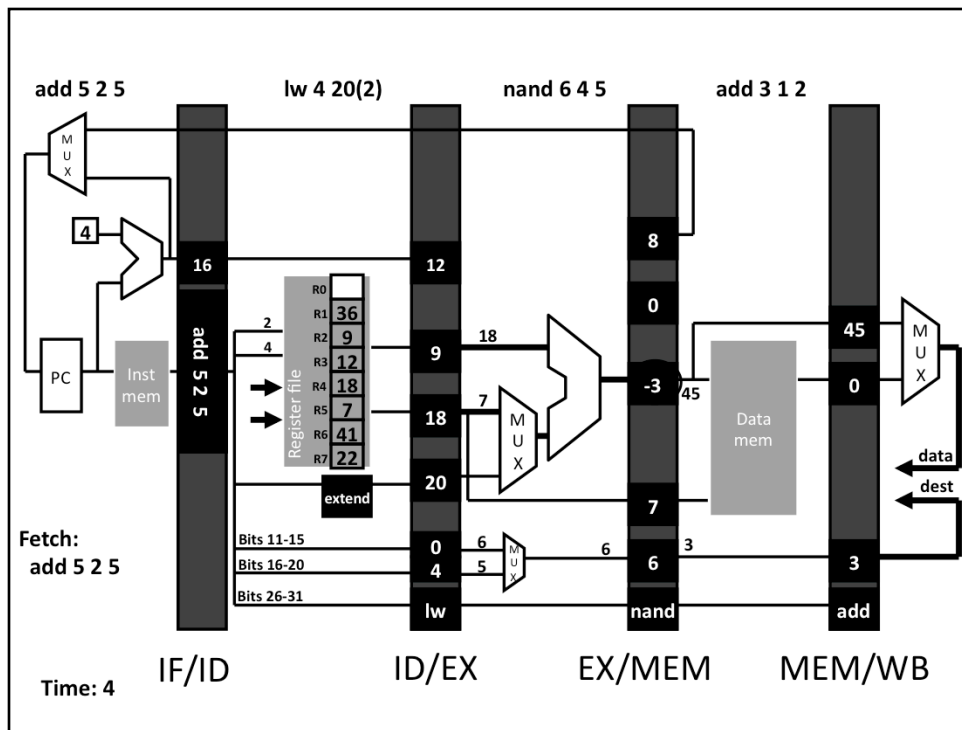 add 5 2 5
lw 4 20(2)
nand 6 4 5
add 3 1 2
MUX
4
16
12
8
0
add 5 2 5
PC
Inst mem
2
4
Register file
R0
R1 36
R2 9
R3 12
R4 18
R5 7
R6 41
R7 22
extend
9
18
20
18
7
MUX
-3
45
7
Data mem
45
0
MUX
data
dest
Fetch:
add 5 2 5
Bits 11-15
0
6
Bits 16-20
4
5
MUX
6
6
3
3
Bits 26-31
lw
nand
add
IF/ID
ID/EX
EX/MEM
MEM/WB
Time: 4